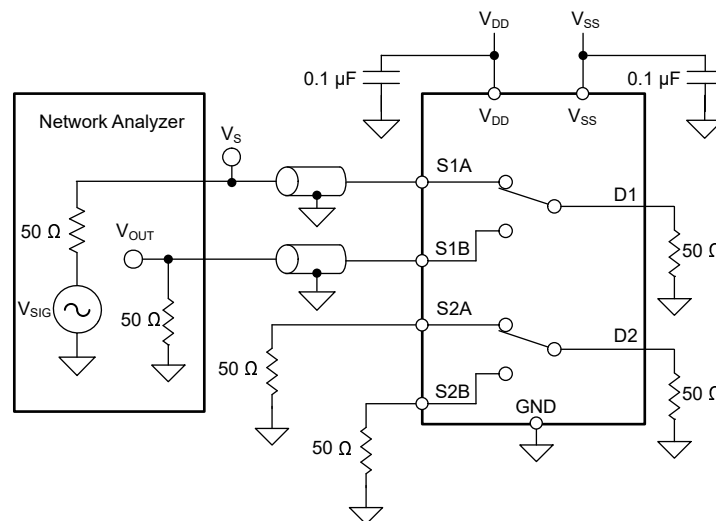 V_DD
V_SS
0.1 µF
0.1 µF
Network Analyzer
V_DD
V_SS
V_S
S1A
D1
50 Ω
V_OUT
S1B
50 Ω
V_SIG
50 Ω
S2A
D2
50 Ω
S2B
50 Ω
GND
50 Ω